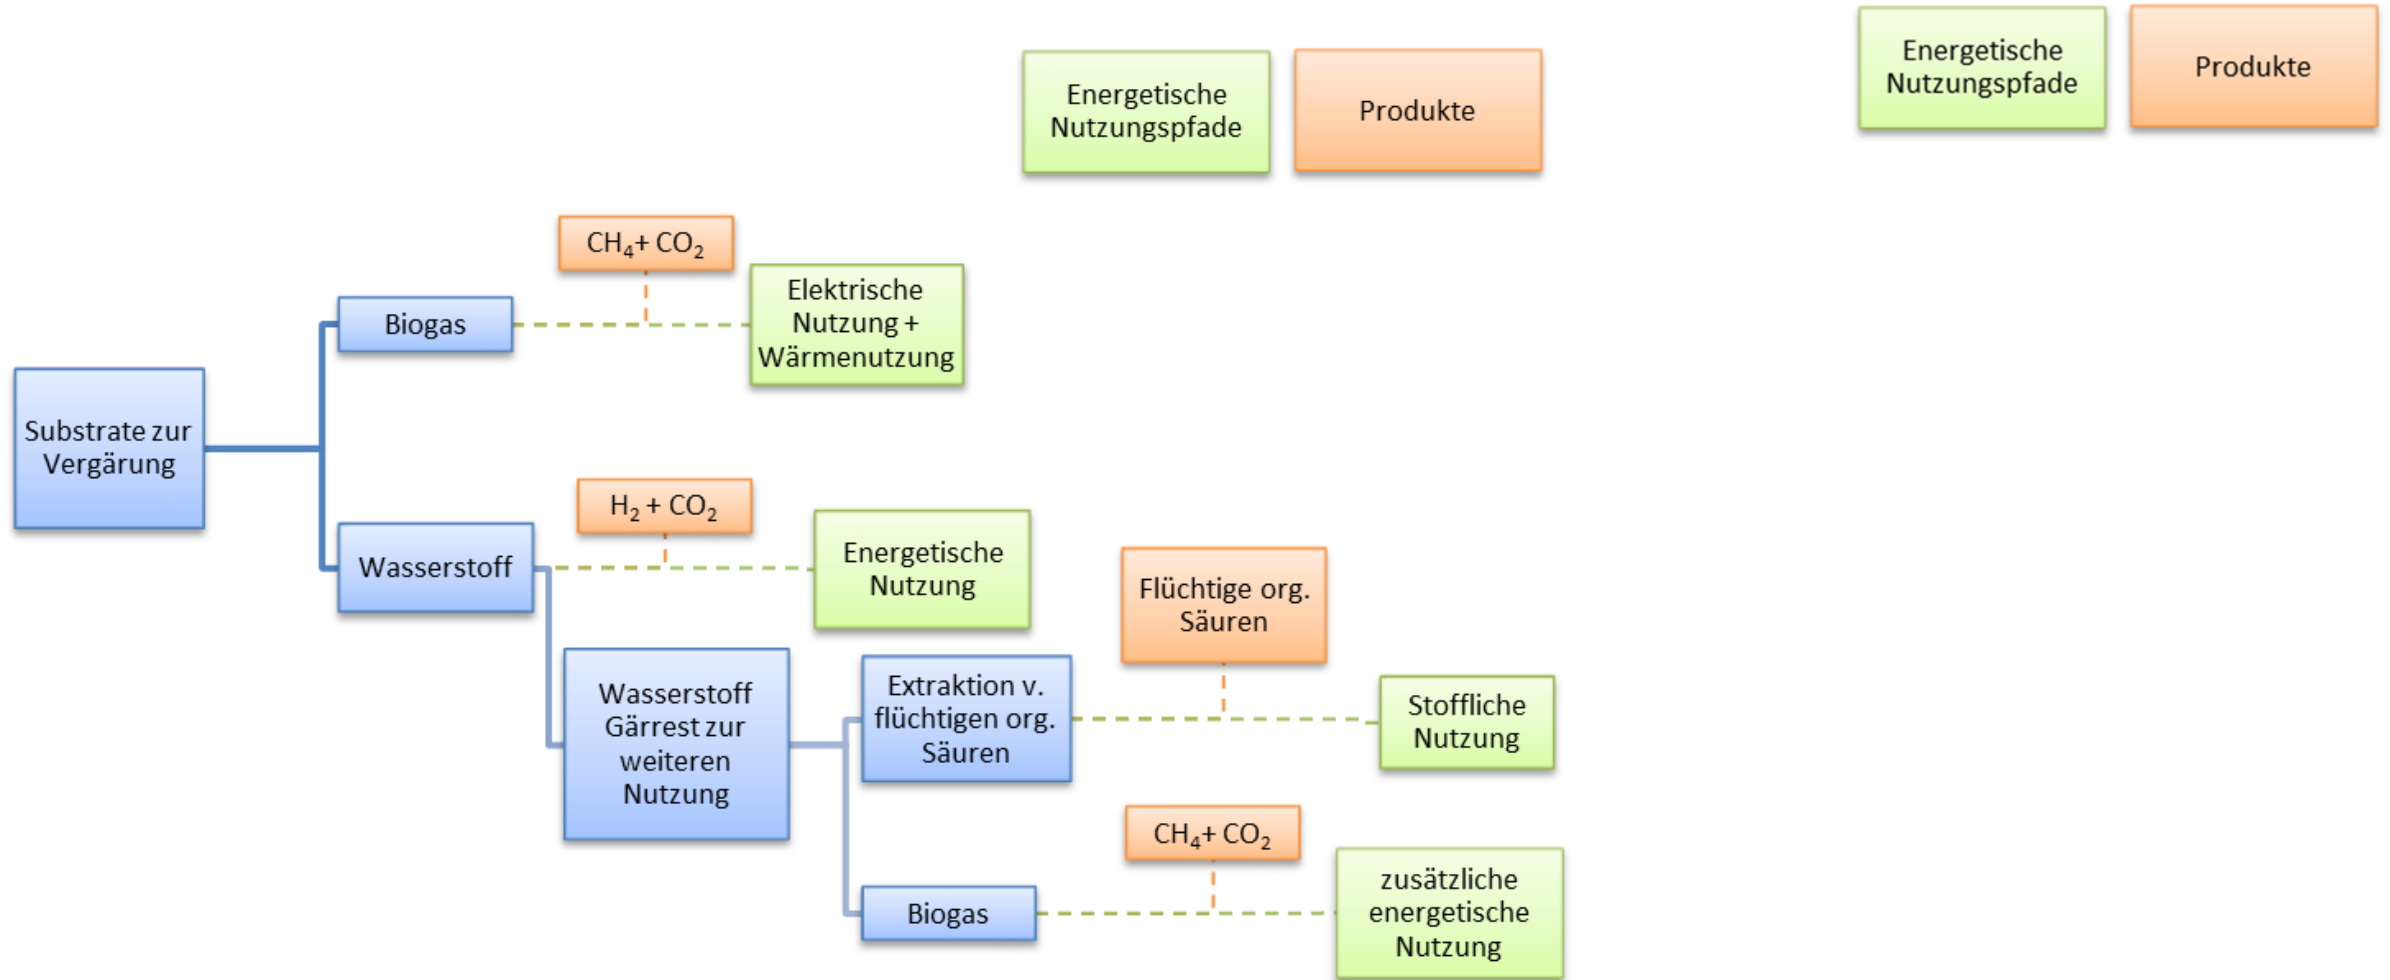 Energetische
Nutzungspfade
Produkte
Energetische
Nutzungspfade
Produkte
CH₄+ CO₂
Biogas
Elektrische
Nutzung +
Wärmenutzung
Substrate zur
Vergärung
H₂ + CO₂
Wasserstoff
Energetische
Nutzung
Flüchtige org.
Säuren
Wasserstoff
Gärrest zur
weiteren
Nutzung
Extraktion v.
flüchtigen org.
Säuren
Stoffliche
Nutzung
CH₄+ CO₂
Biogas
zusätzliche
energetische
Nutzung